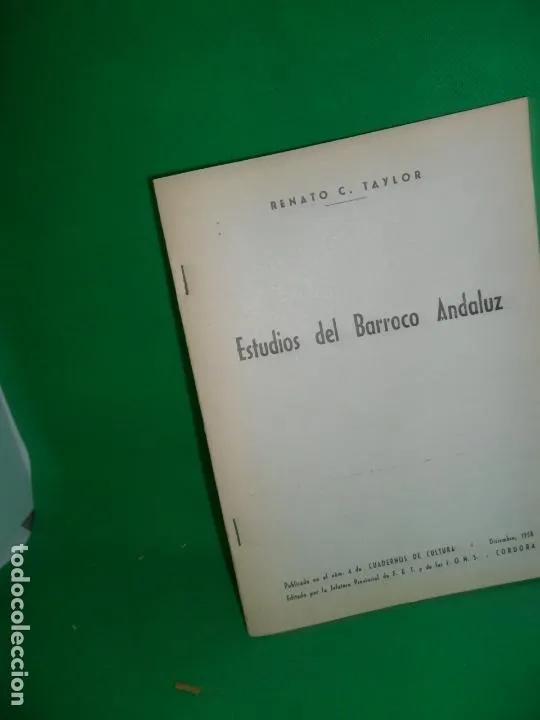 RENATO C. TAYLOR
Estudios del Barroco Andaluz
Publicado en el núm. 4 de CUADERNOS DE CULTURA - Diciembre, 1958
Editado por la Jefatura Provincial de F. E. T. y de las J. O. N. S. - CORDOBA
todocoleccion